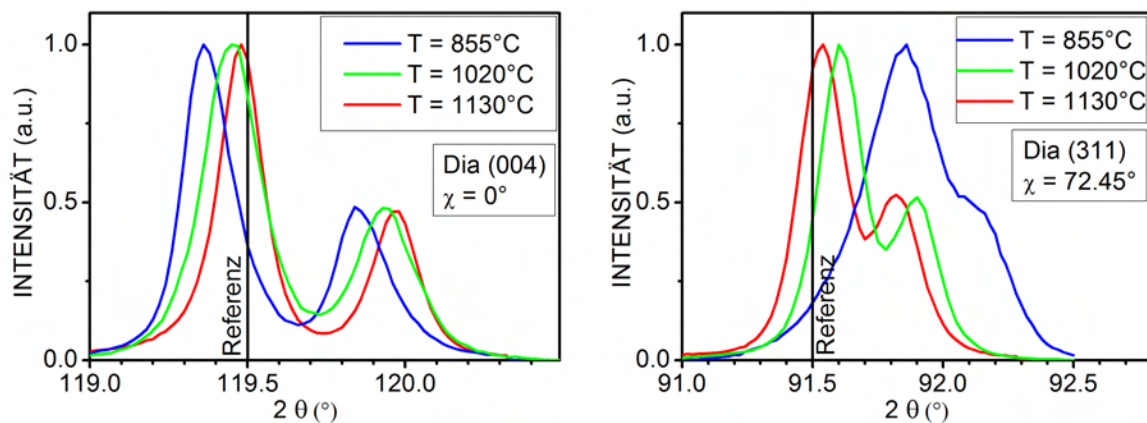 INTENSITÄT (a.u.)
1.0
0.5
0.0
T = 855°C
T = 1020°C
T = 1130°C
Dia (004)
χ = 0°
Referenz
119.0
119.5
120.0
2 θ (°)
INTENSITÄT (a.u.)
1.0
0.5
0.0
T = 855°C
T = 1020°C
T = 1130°C
Dia (311)
χ = 72.45°
Referenz
91.0
91.5
92.0
92.5
2 θ (°)